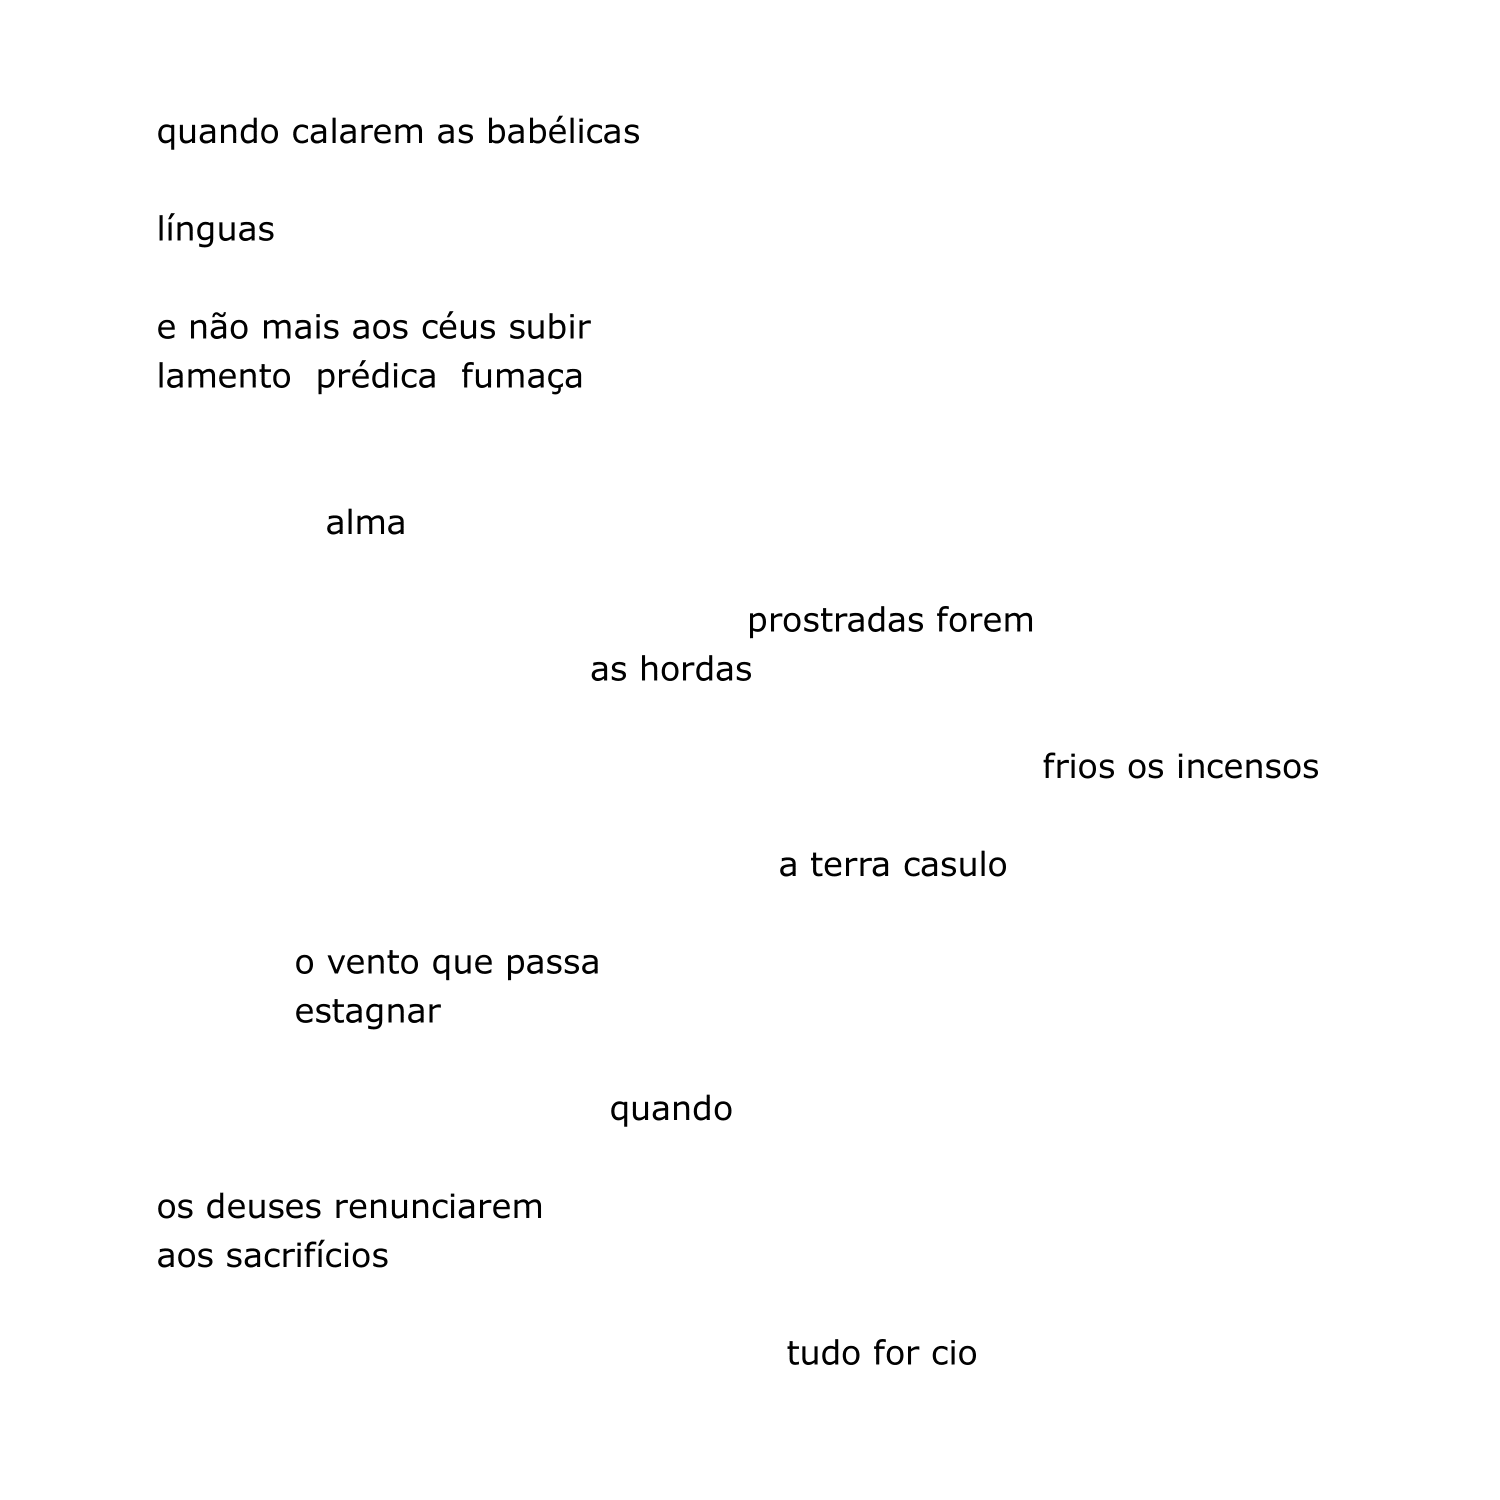 quando calarem as babélicas
línguas
e não mais aos céus subir
lamento  prédica  fumaça
alma
prostradas forem
as hordas
frios os incensos
a terra casulo
o vento que passa
estagnar
quando
os deuses renunciarem
aos sacrifícios
tudo for cio